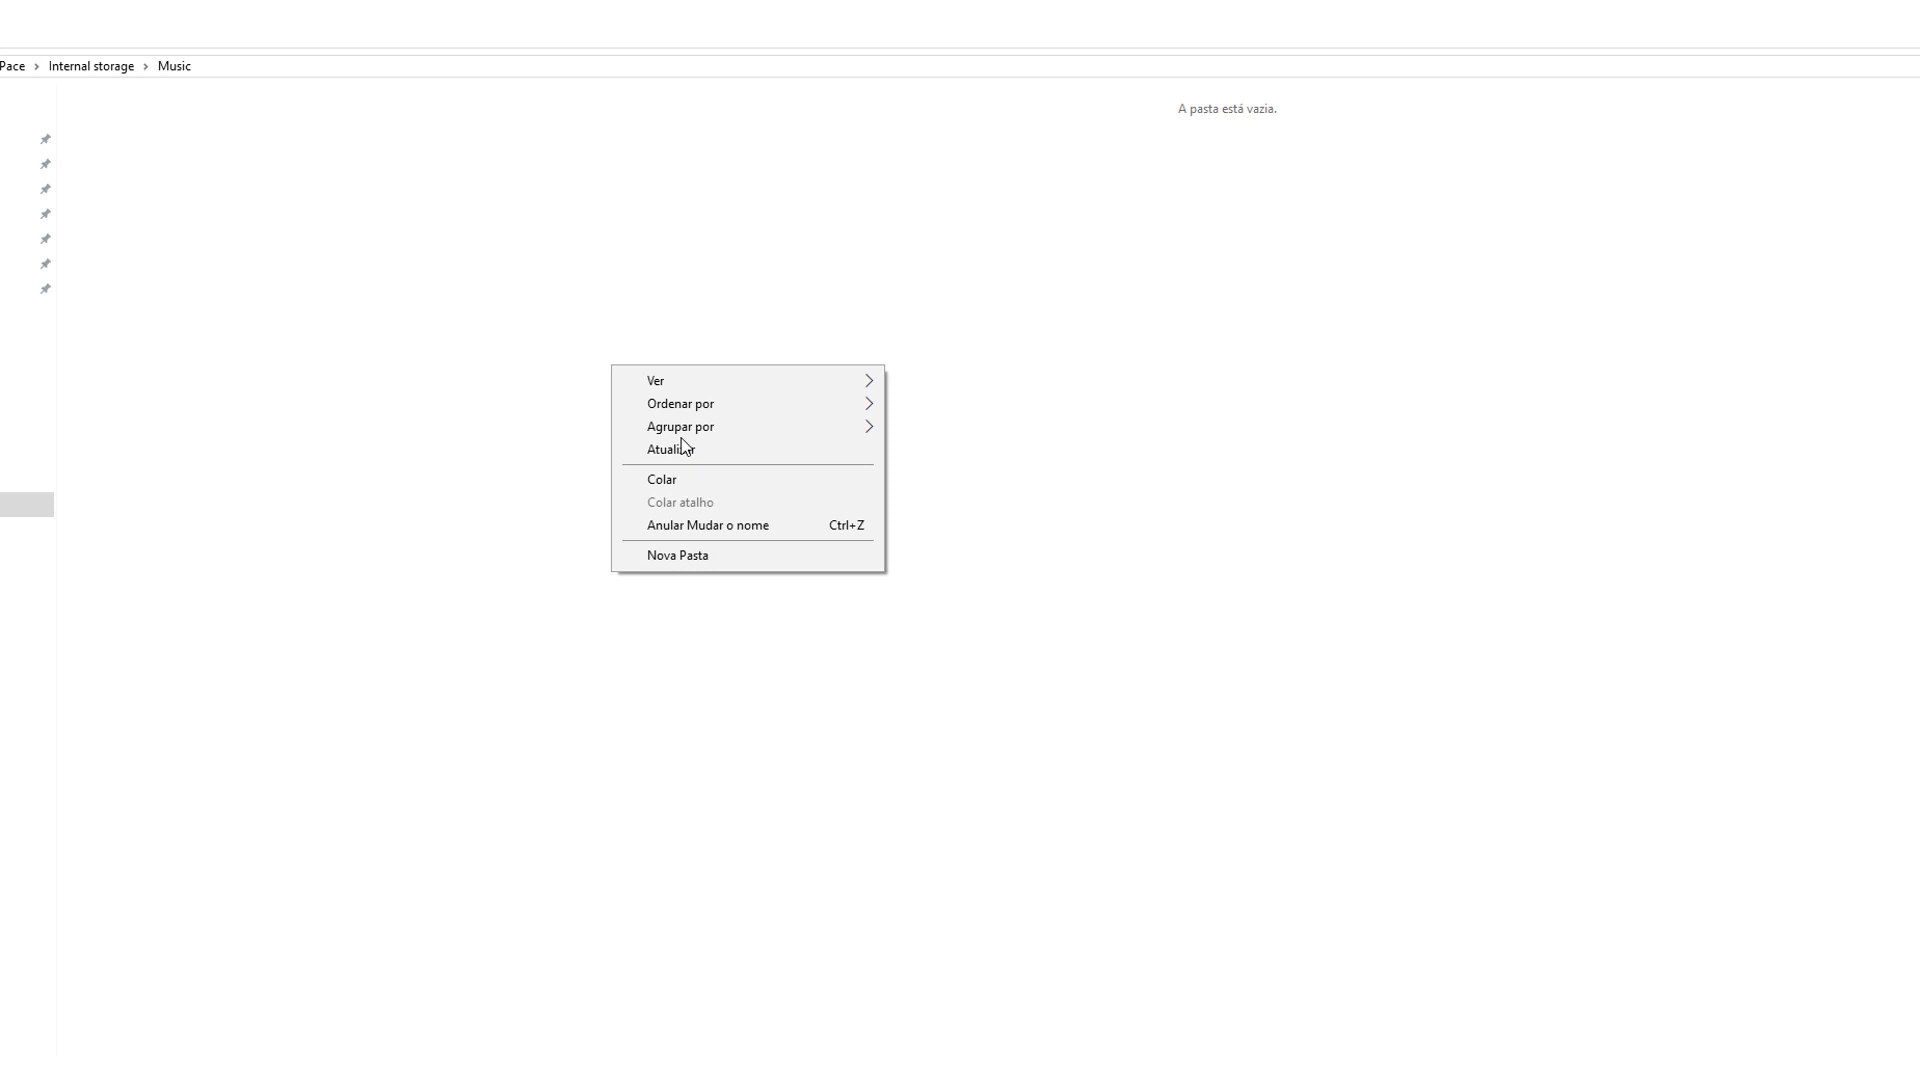 Pace > Internal storage > Music
A pasta está vazia.
Ver
Ordenar por
Agrupar por
Atualizar
Colar
Colar atalho
Anular Mudar o nome Ctrl+Z
Nova Pasta